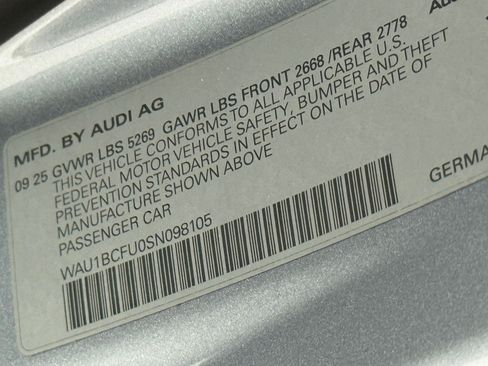 MFD. BY AUDI AG
09 25 GVWR LBS 5269 GAWR LBS FRONT 2668 /REAR 2778
THIS VEHICLE CONFORMS TO ALL APPLICABLE U.S.
FEDERAL MOTOR VEHICLE SAFETY, BUMPER AND THEFT
PREVENTION STANDARDS IN EFFECT ON THE DATE OF
MANUFACTURE SHOWN ABOVE
PASSENGER CAR
GERMA
WAU1BCFU0SN098105